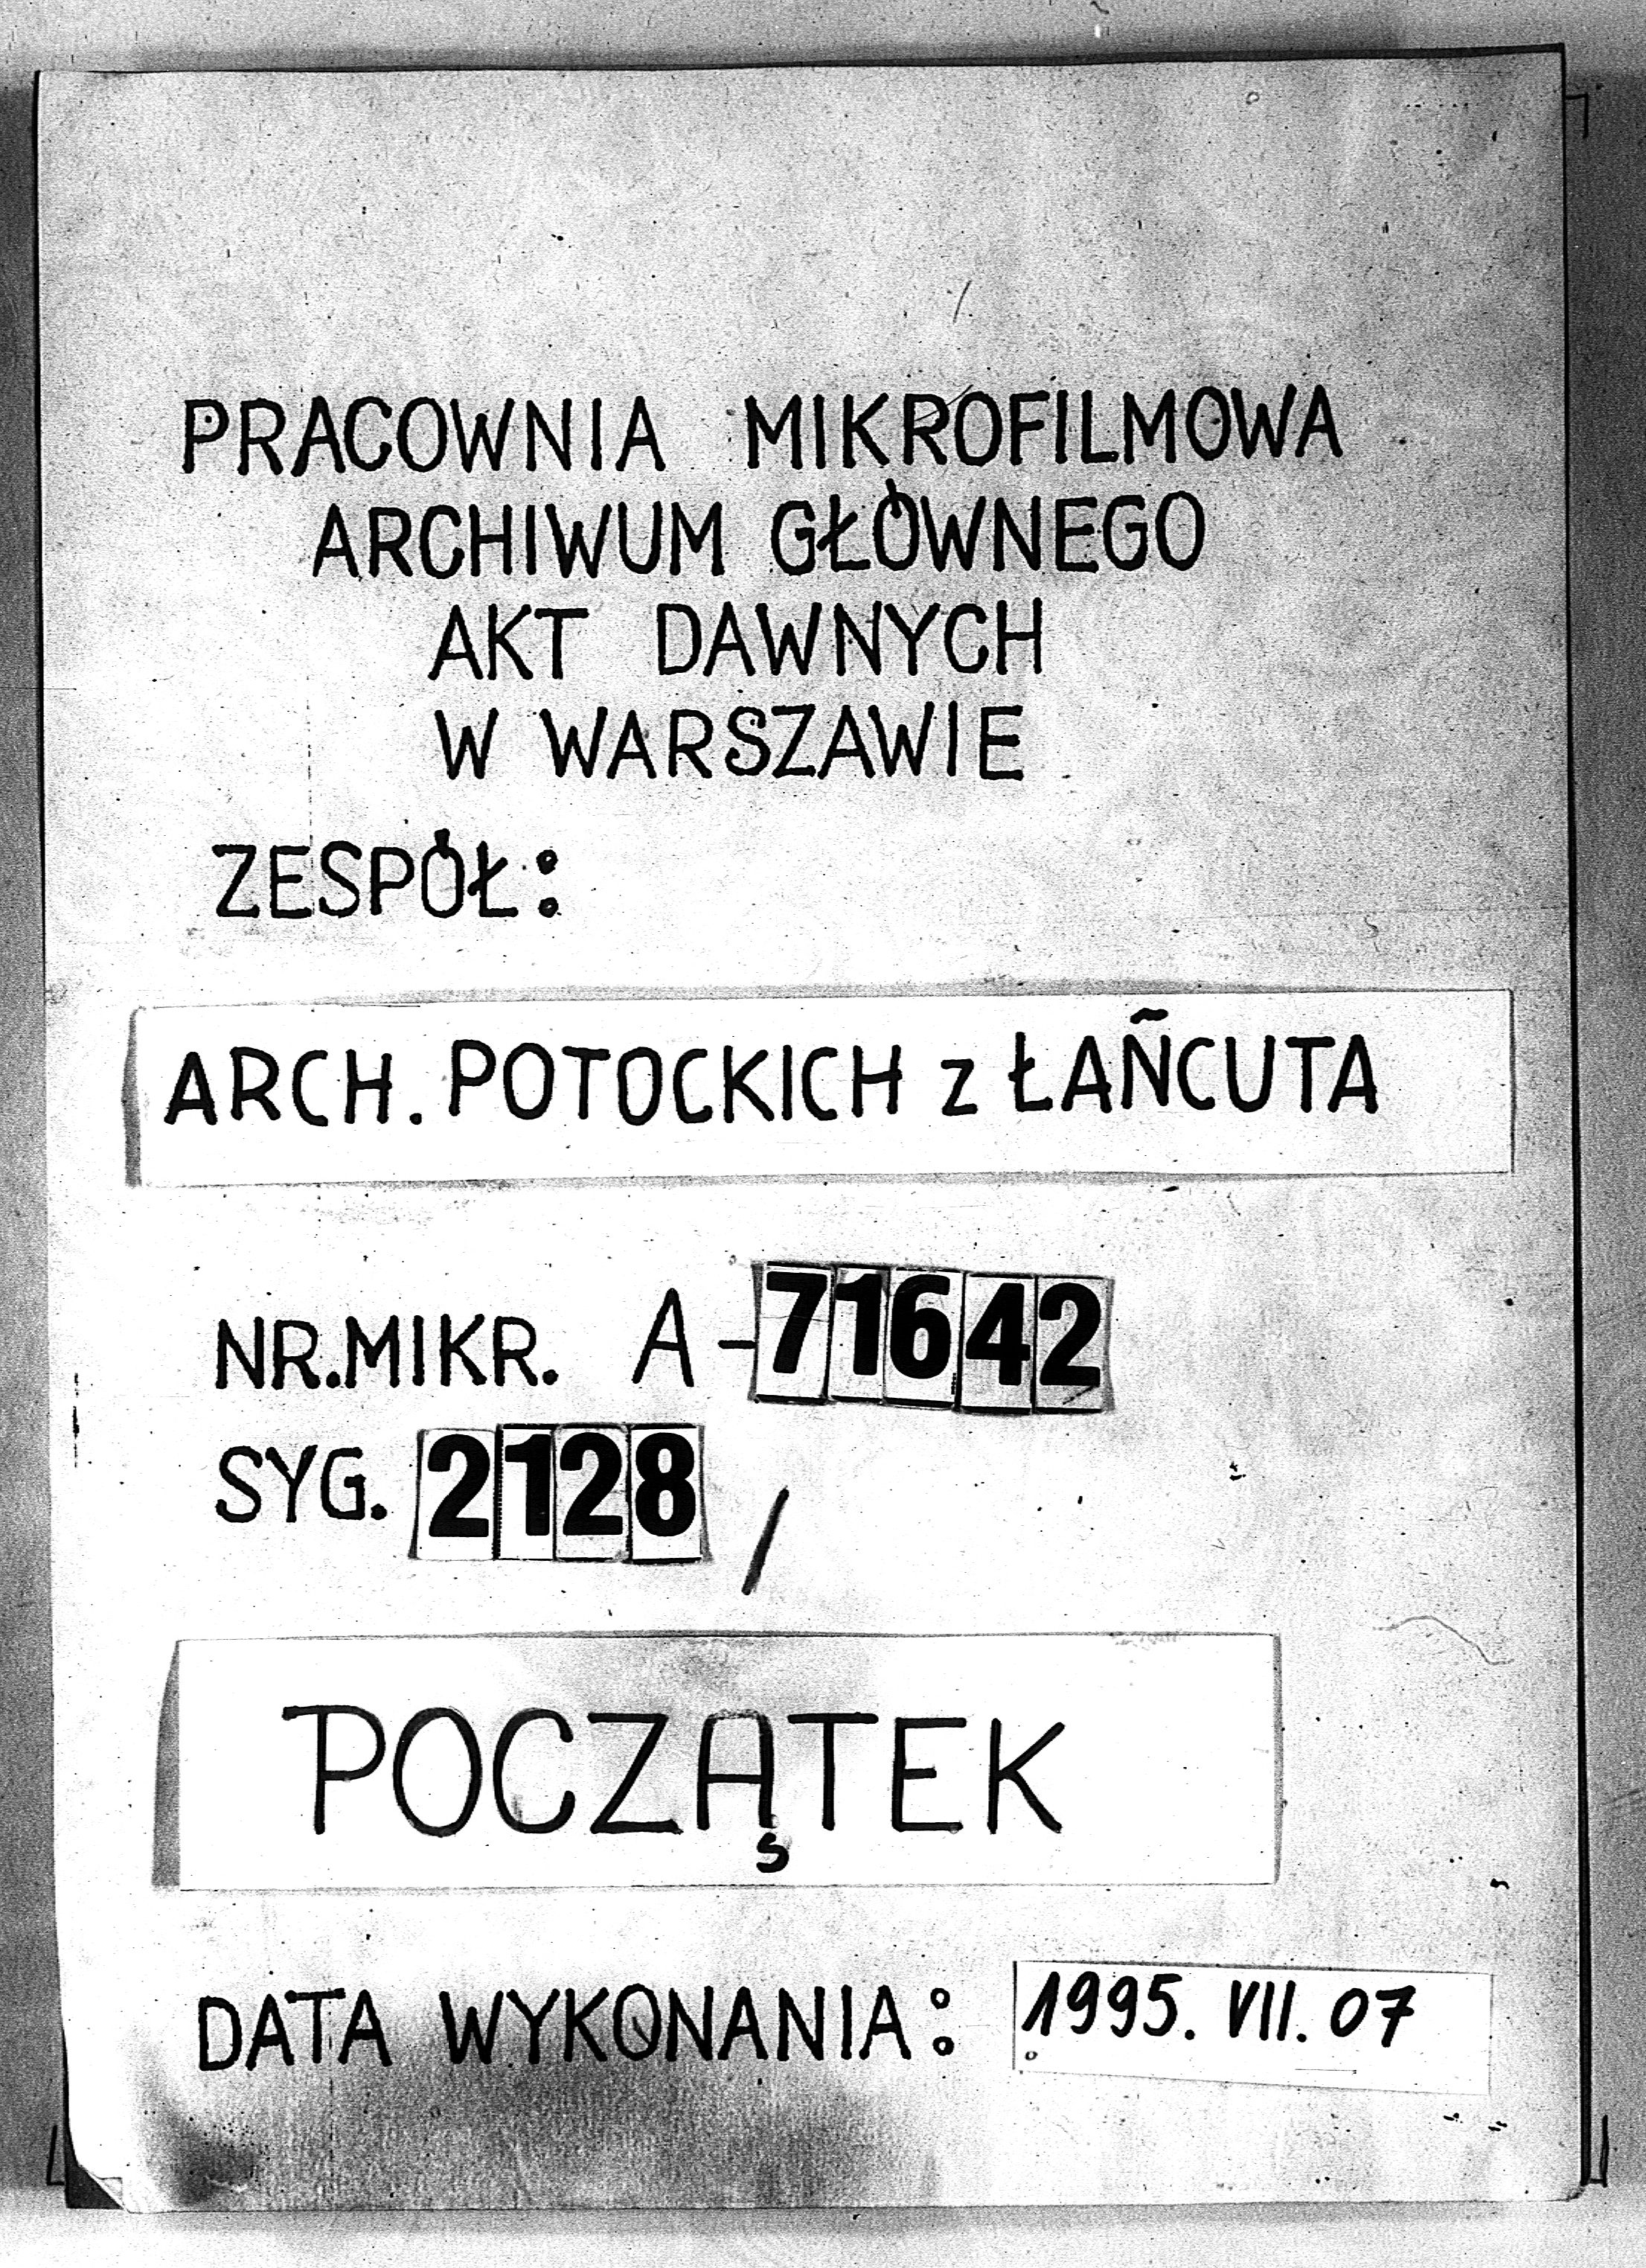 PRACOWNIA MIKROFILMOWA
ARCHIWUM GŁÓWNEGO
AKT DAWNYCH
W WARSZAWIE
ZESPÓŁ:
ARCH. POTOCKICH z ŁAÑCUTA
NR.MIKR. A-71642
SYG. 2128/
POCZĄTEK
DATA WYKONANIA: 1995. VII. 07